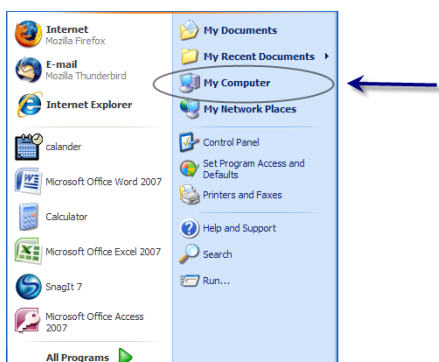 Internet
Mozilla Firefox
E-mail
Mozilla Thunderbird
Internet Explorer
calander
Microsoft Office Word 2007
Calculator
Microsoft Office Excel 2007
SnagIt 7
Microsoft Office Access
2007
All Programs
My Documents
My Recent Documents
My Computer
My Network Places
Control Panel
Set Program Access and
Defaults
Printers and Faxes
Help and Support
Search
Run...